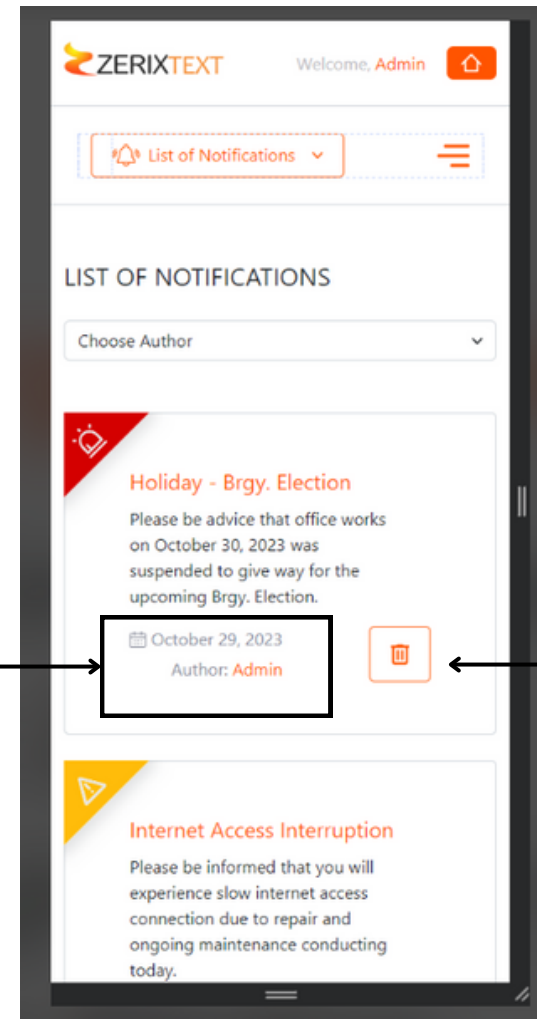 ZERIXTEXT
Welcome, Admin
List of Notifications
LIST OF NOTIFICATIONS
Choose Author
Holiday - Brgy. Election
Please be advice that office works
on October 30, 2023 was
suspended to give way for the
upcoming Brgy. Election.
October 29, 2023
Author: Admin
Internet Access Interruption
Please be informed that you will
experience slow internet access
connection due to repair and
ongoing maintenance conducting
today.